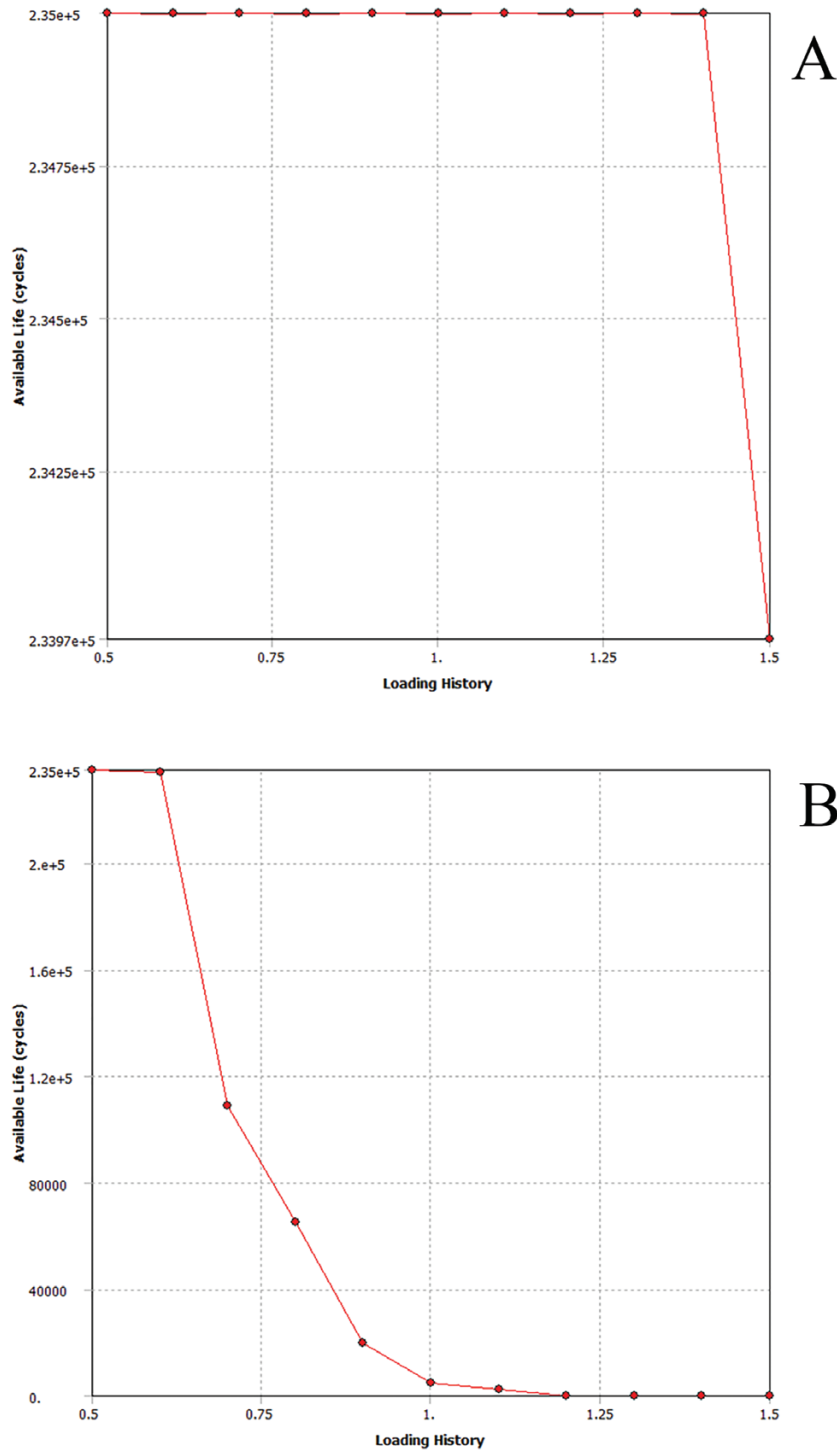 2.35e+5
A
2.3475e+5
2.345e+5
2.3425e+5
2.3397e+5
Available Life (cycles)
0.5 0.75 1. 1.25 1.5
Loading History
2.35e+5
B
2.e+5
1.6e+5
1.2e+5
80000
40000
0.
Available Life (cycles)
0.5 0.75 1. 1.25 1.5
Loading History